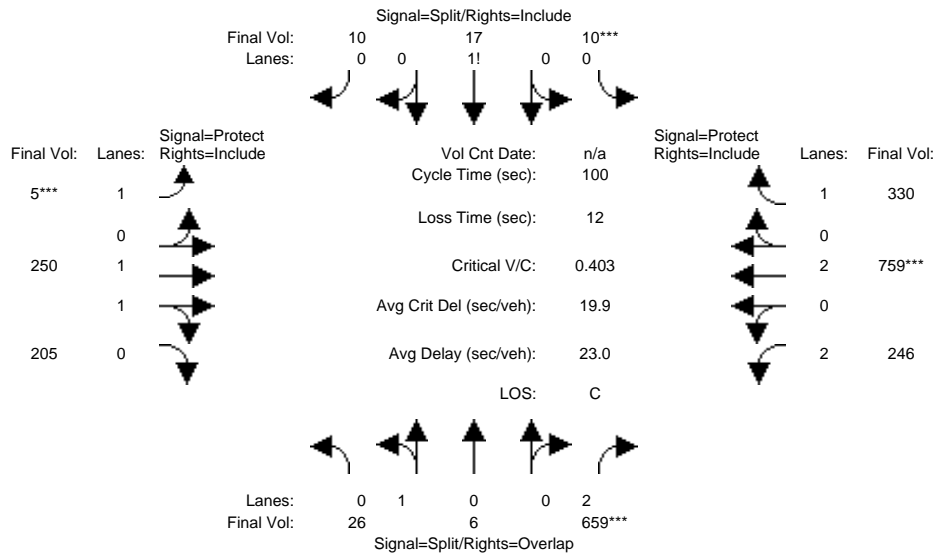 Signal=Split/Rights=Include
Final Vol: 10 17 10***
Lanes: 0 0 1! 0 0
Signal=Protect Signal=Protect
Final Vol: Lanes: Rights=Include Vol Cnt Date: n/a Rights=Include Lanes: Final Vol:
Cycle Time (sec): 100
5*** 1 1 330
Loss Time (sec): 12
0 0
250 1 Critical V/C: 0.403 2 759***
1 Avg Crit Del (sec/veh): 19.9 0
205 0 Avg Delay (sec/veh): 23.0 2 246
LOS: C
Lanes: 0 1 0 0 2
Final Vol: 26 6 659***
Signal=Split/Rights=Overlap